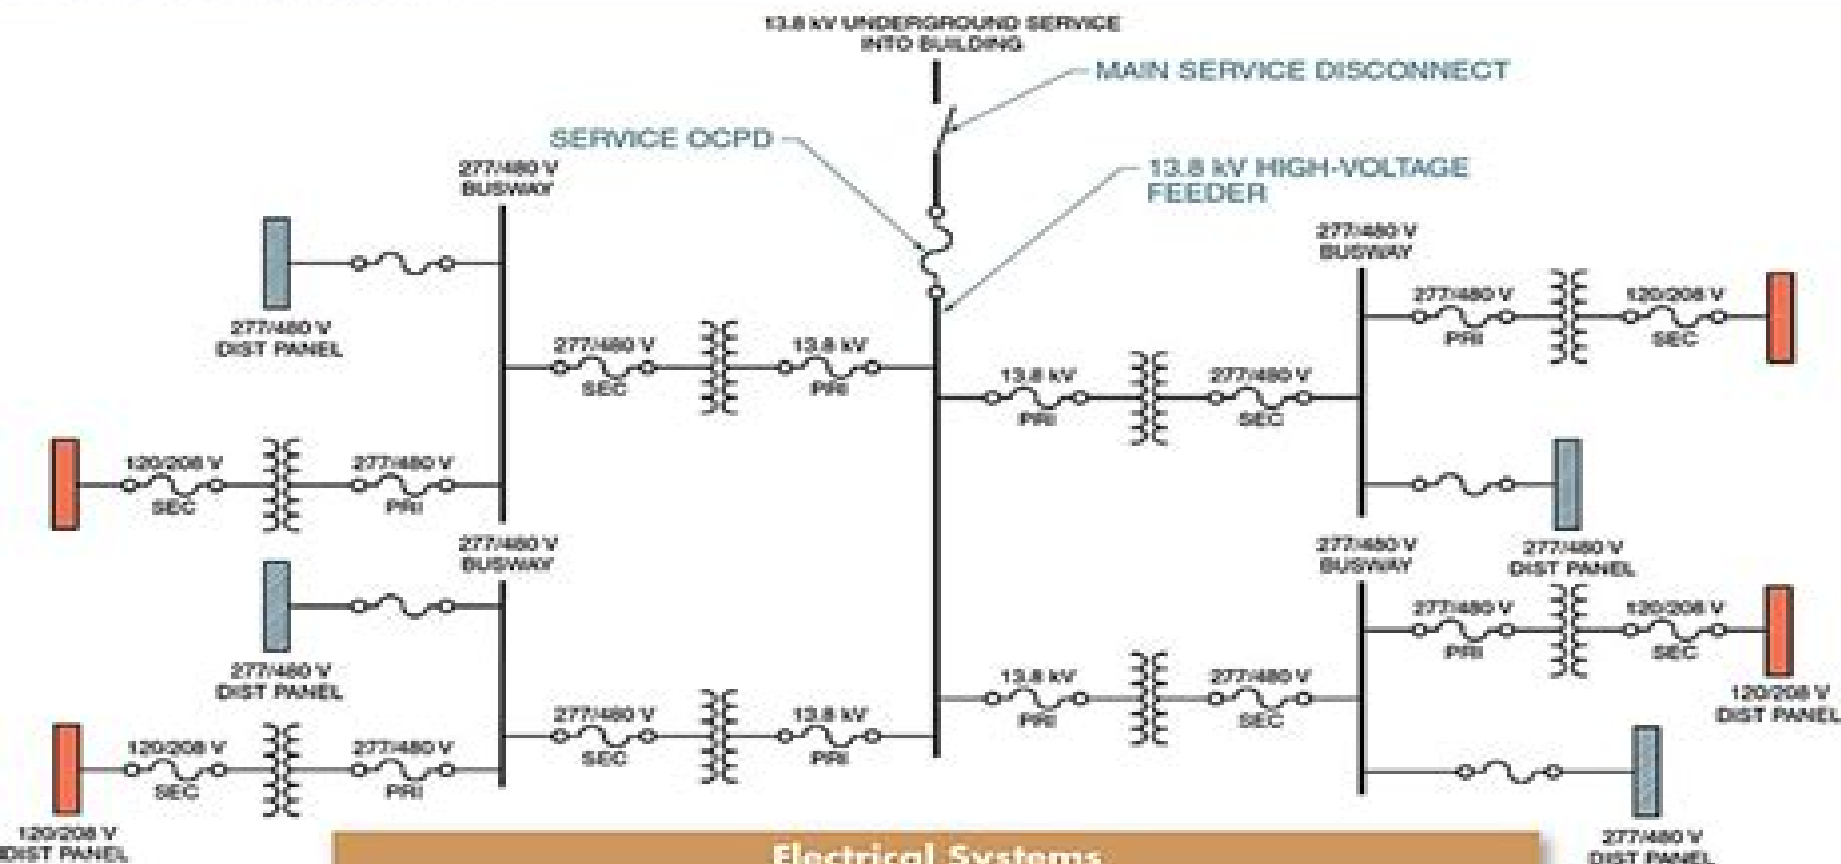 13.8 kV UNDERGROUND SERVICE
INTO BUILDING
MAIN SERVICE DISCONNECT
SERVICE OCPD
13.8 kV HIGH-VOLTAGE
FEEDER
277/480 V
BUSWAY
277/480 V
DIST PANEL
277/480 V
SEC
13.8 kV
PRI
120/208 V
SEC
277/480 V
PRI
277/480 V
BUSWAY
277/480 V
DIST PANEL
277/480 V
SEC
13.8 kV
PRI
120/208 V
SEC
277/480 V
PRI
120/208 V
DIST PANEL
277/480 V
BUSWAY
277/480 V
PRI
120/208 V
SEC
13.8 kV
PRI
277/480 V
SEC
277/480 V
DIST PANEL
277/480 V
BUSWAY
277/480 V
PRI
120/208 V
SEC
120/208 V
DIST PANEL
13.8 kV
PRI
277/480 V
SEC
277/480 V
DIST PANEL
Electrical Systems